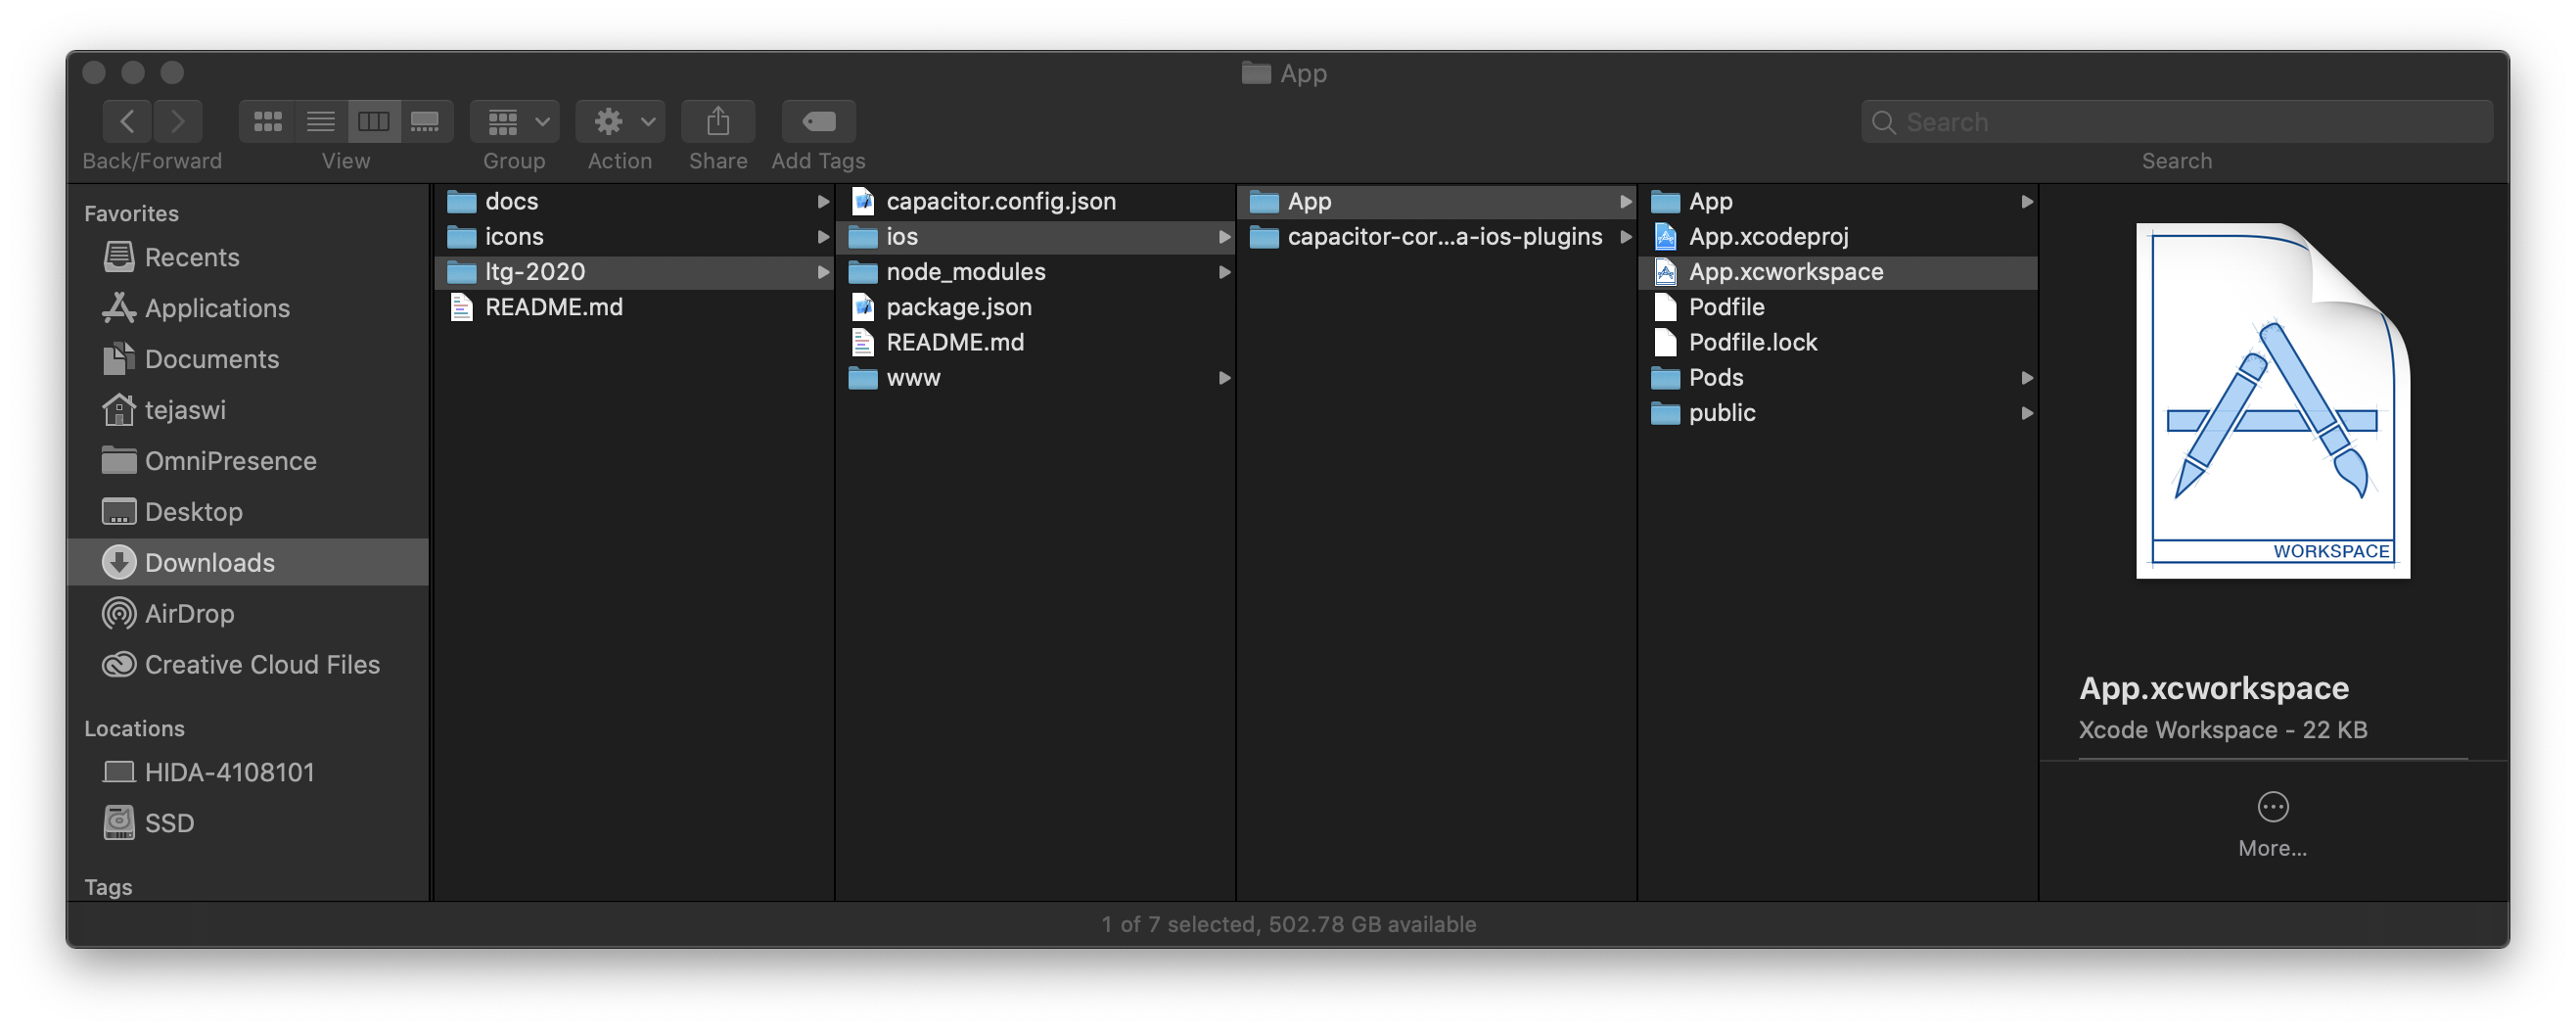 App
Search
Back/Forward
View
Group
Action
Share
Add Tags
Search
Favorites
Recents
Applications
Documents
tejaswi
OmniPresence
Desktop
Downloads
AirDrop
Creative Cloud Files
Locations
HIDA-4108101
SSD
Tags
docs
icons
ltg-2020
README.md
capacitor.config.json
ios
node_modules
package.json
README.md
www
App
capacitor-cor...a-ios-plugins
App
App.xcodeproj
App.xcworkspace
Podfile
Podfile.lock
Pods
public
WORKSPACE
App.xcworkspace
Xcode Workspace - 22 KB
More...
1 of 7 selected, 502.78 GB available